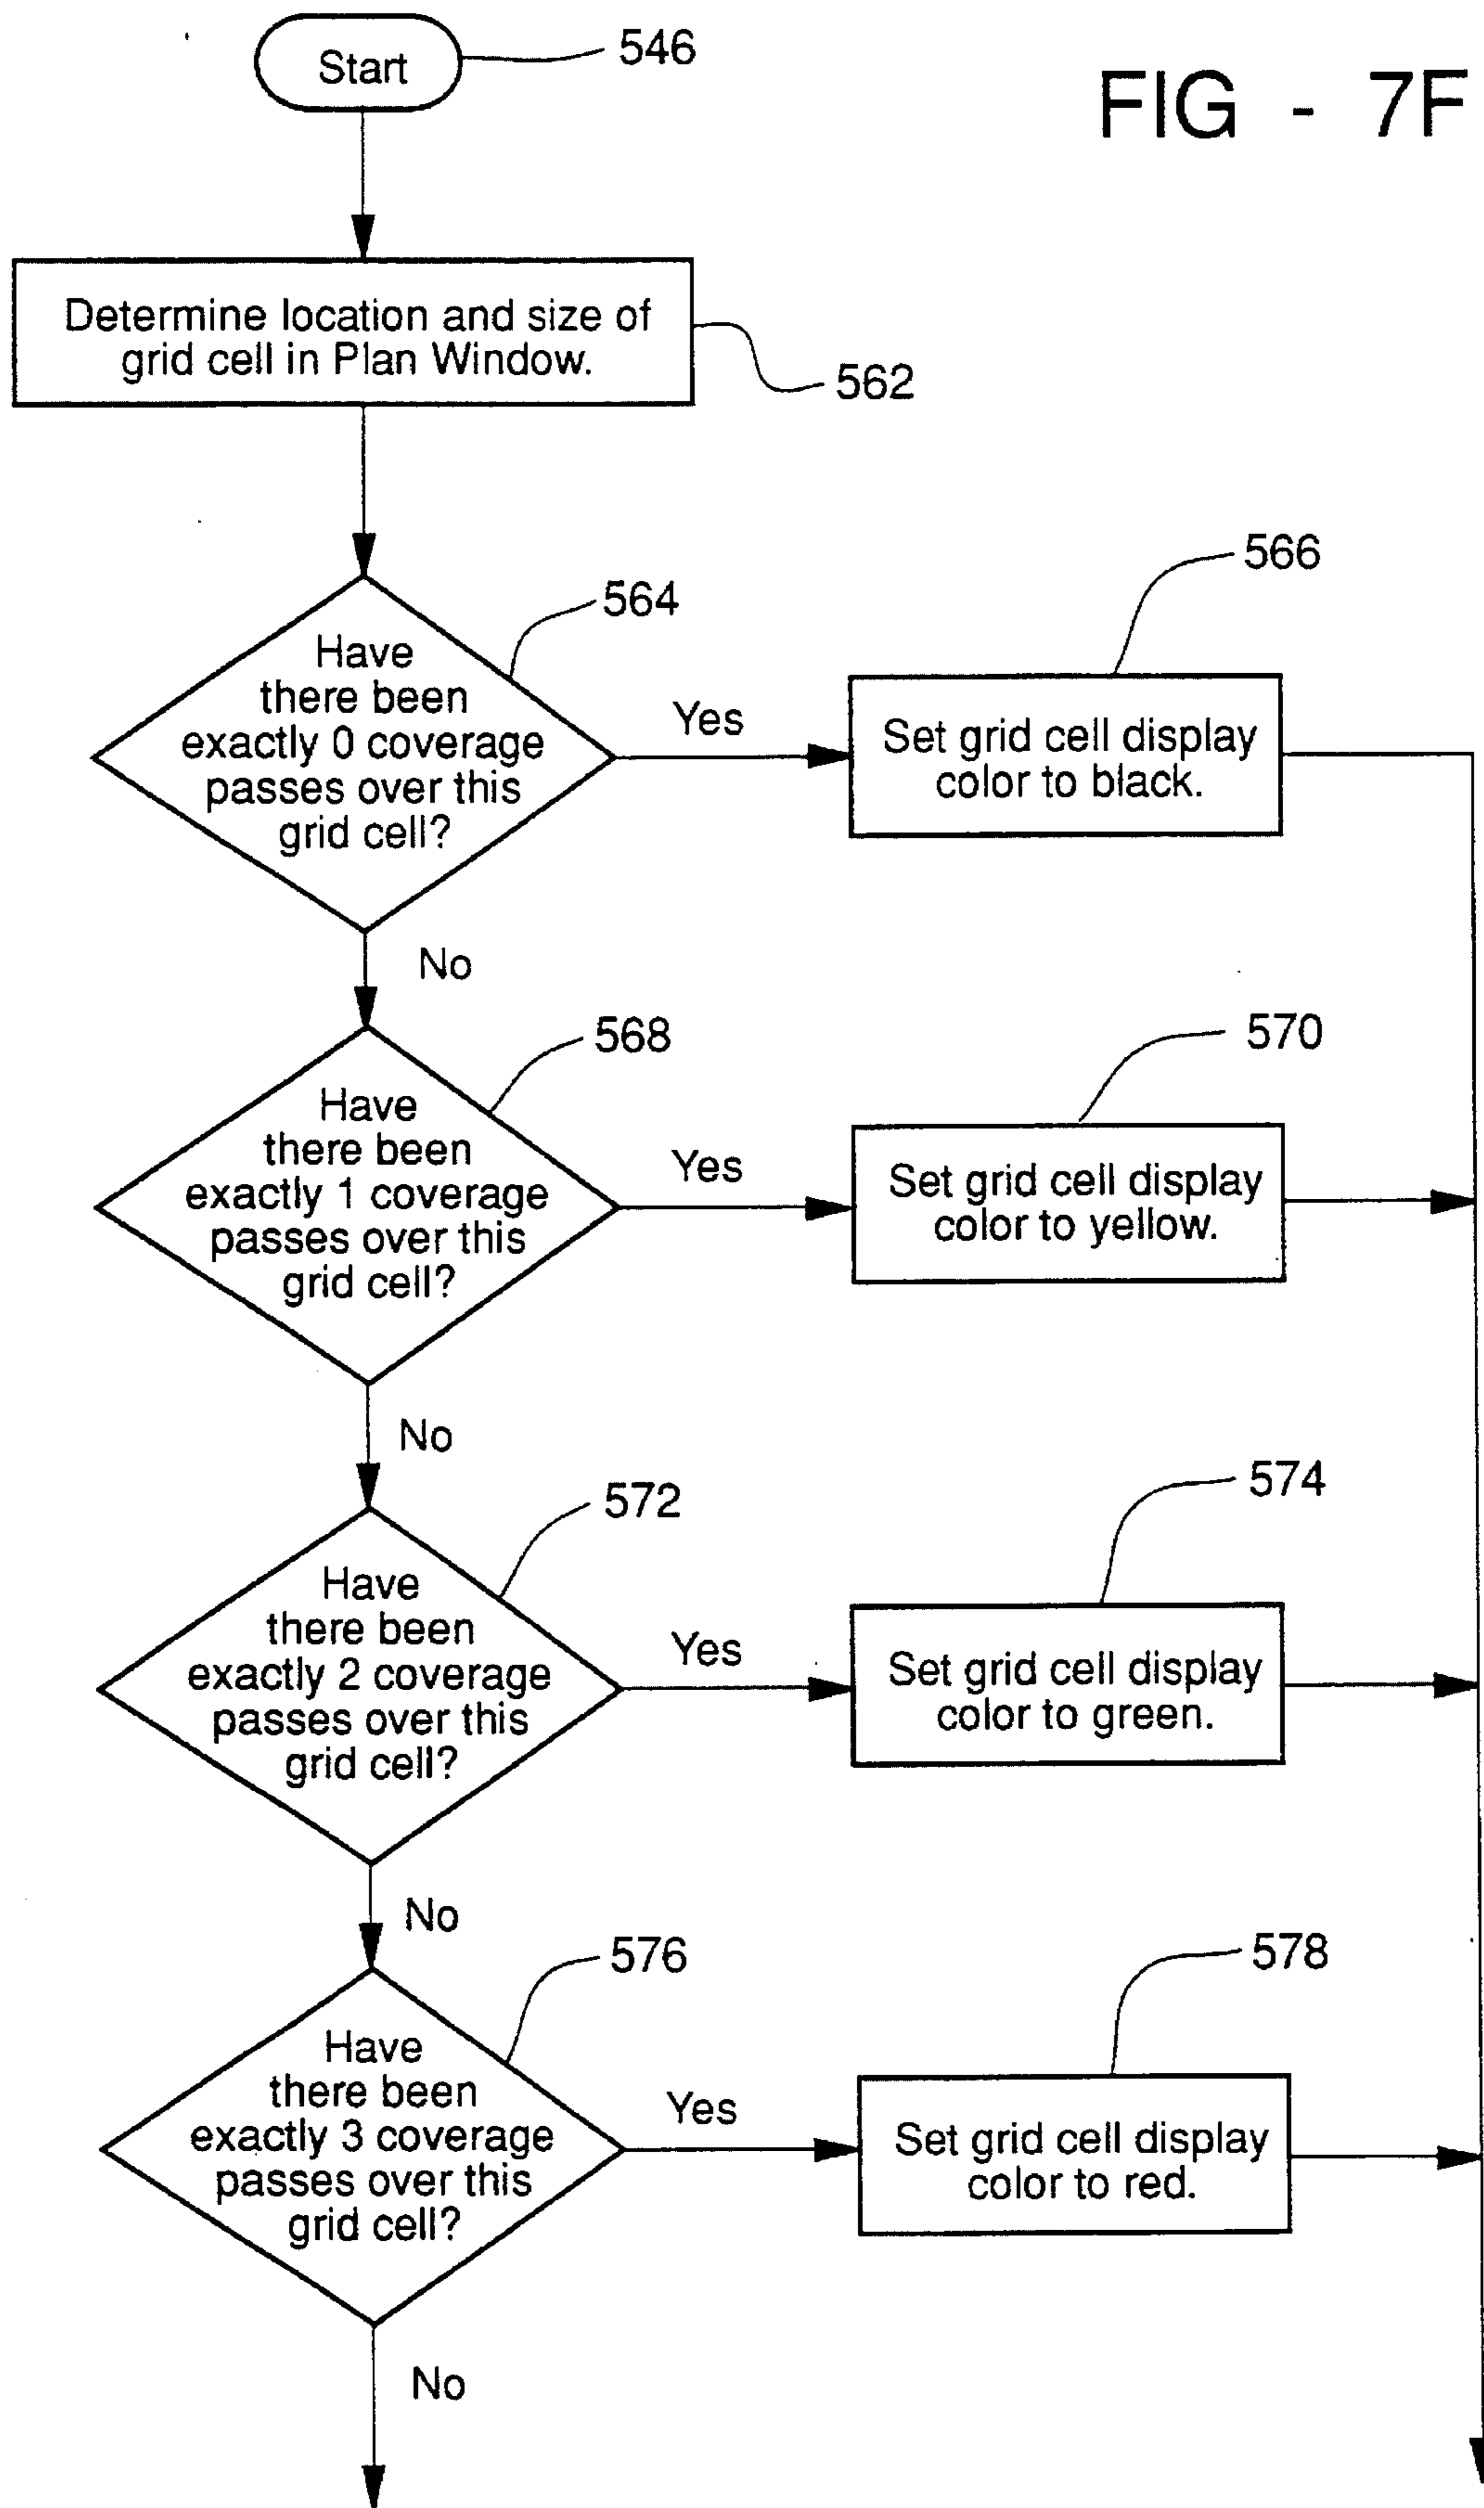 Start
546
FIG - 7F
Determine location and size of
grid cell in Plan Window.
562
564
Have
there been
exactly 0 coverage
passes over this
grid cell?
Yes
566
Set grid cell display
color to black.
No
568
Have
there been
exactly 1 coverage
passes over this
grid cell?
Yes
570
Set grid cell display
color to yellow.
No
572
Have
there been
exactly 2 coverage
passes over this
grid cell?
Yes
574
Set grid cell display
color to green.
No
576
Have
there been
exactly 3 coverage
passes over this
grid cell?
Yes
578
Set grid cell display
color to red.
No